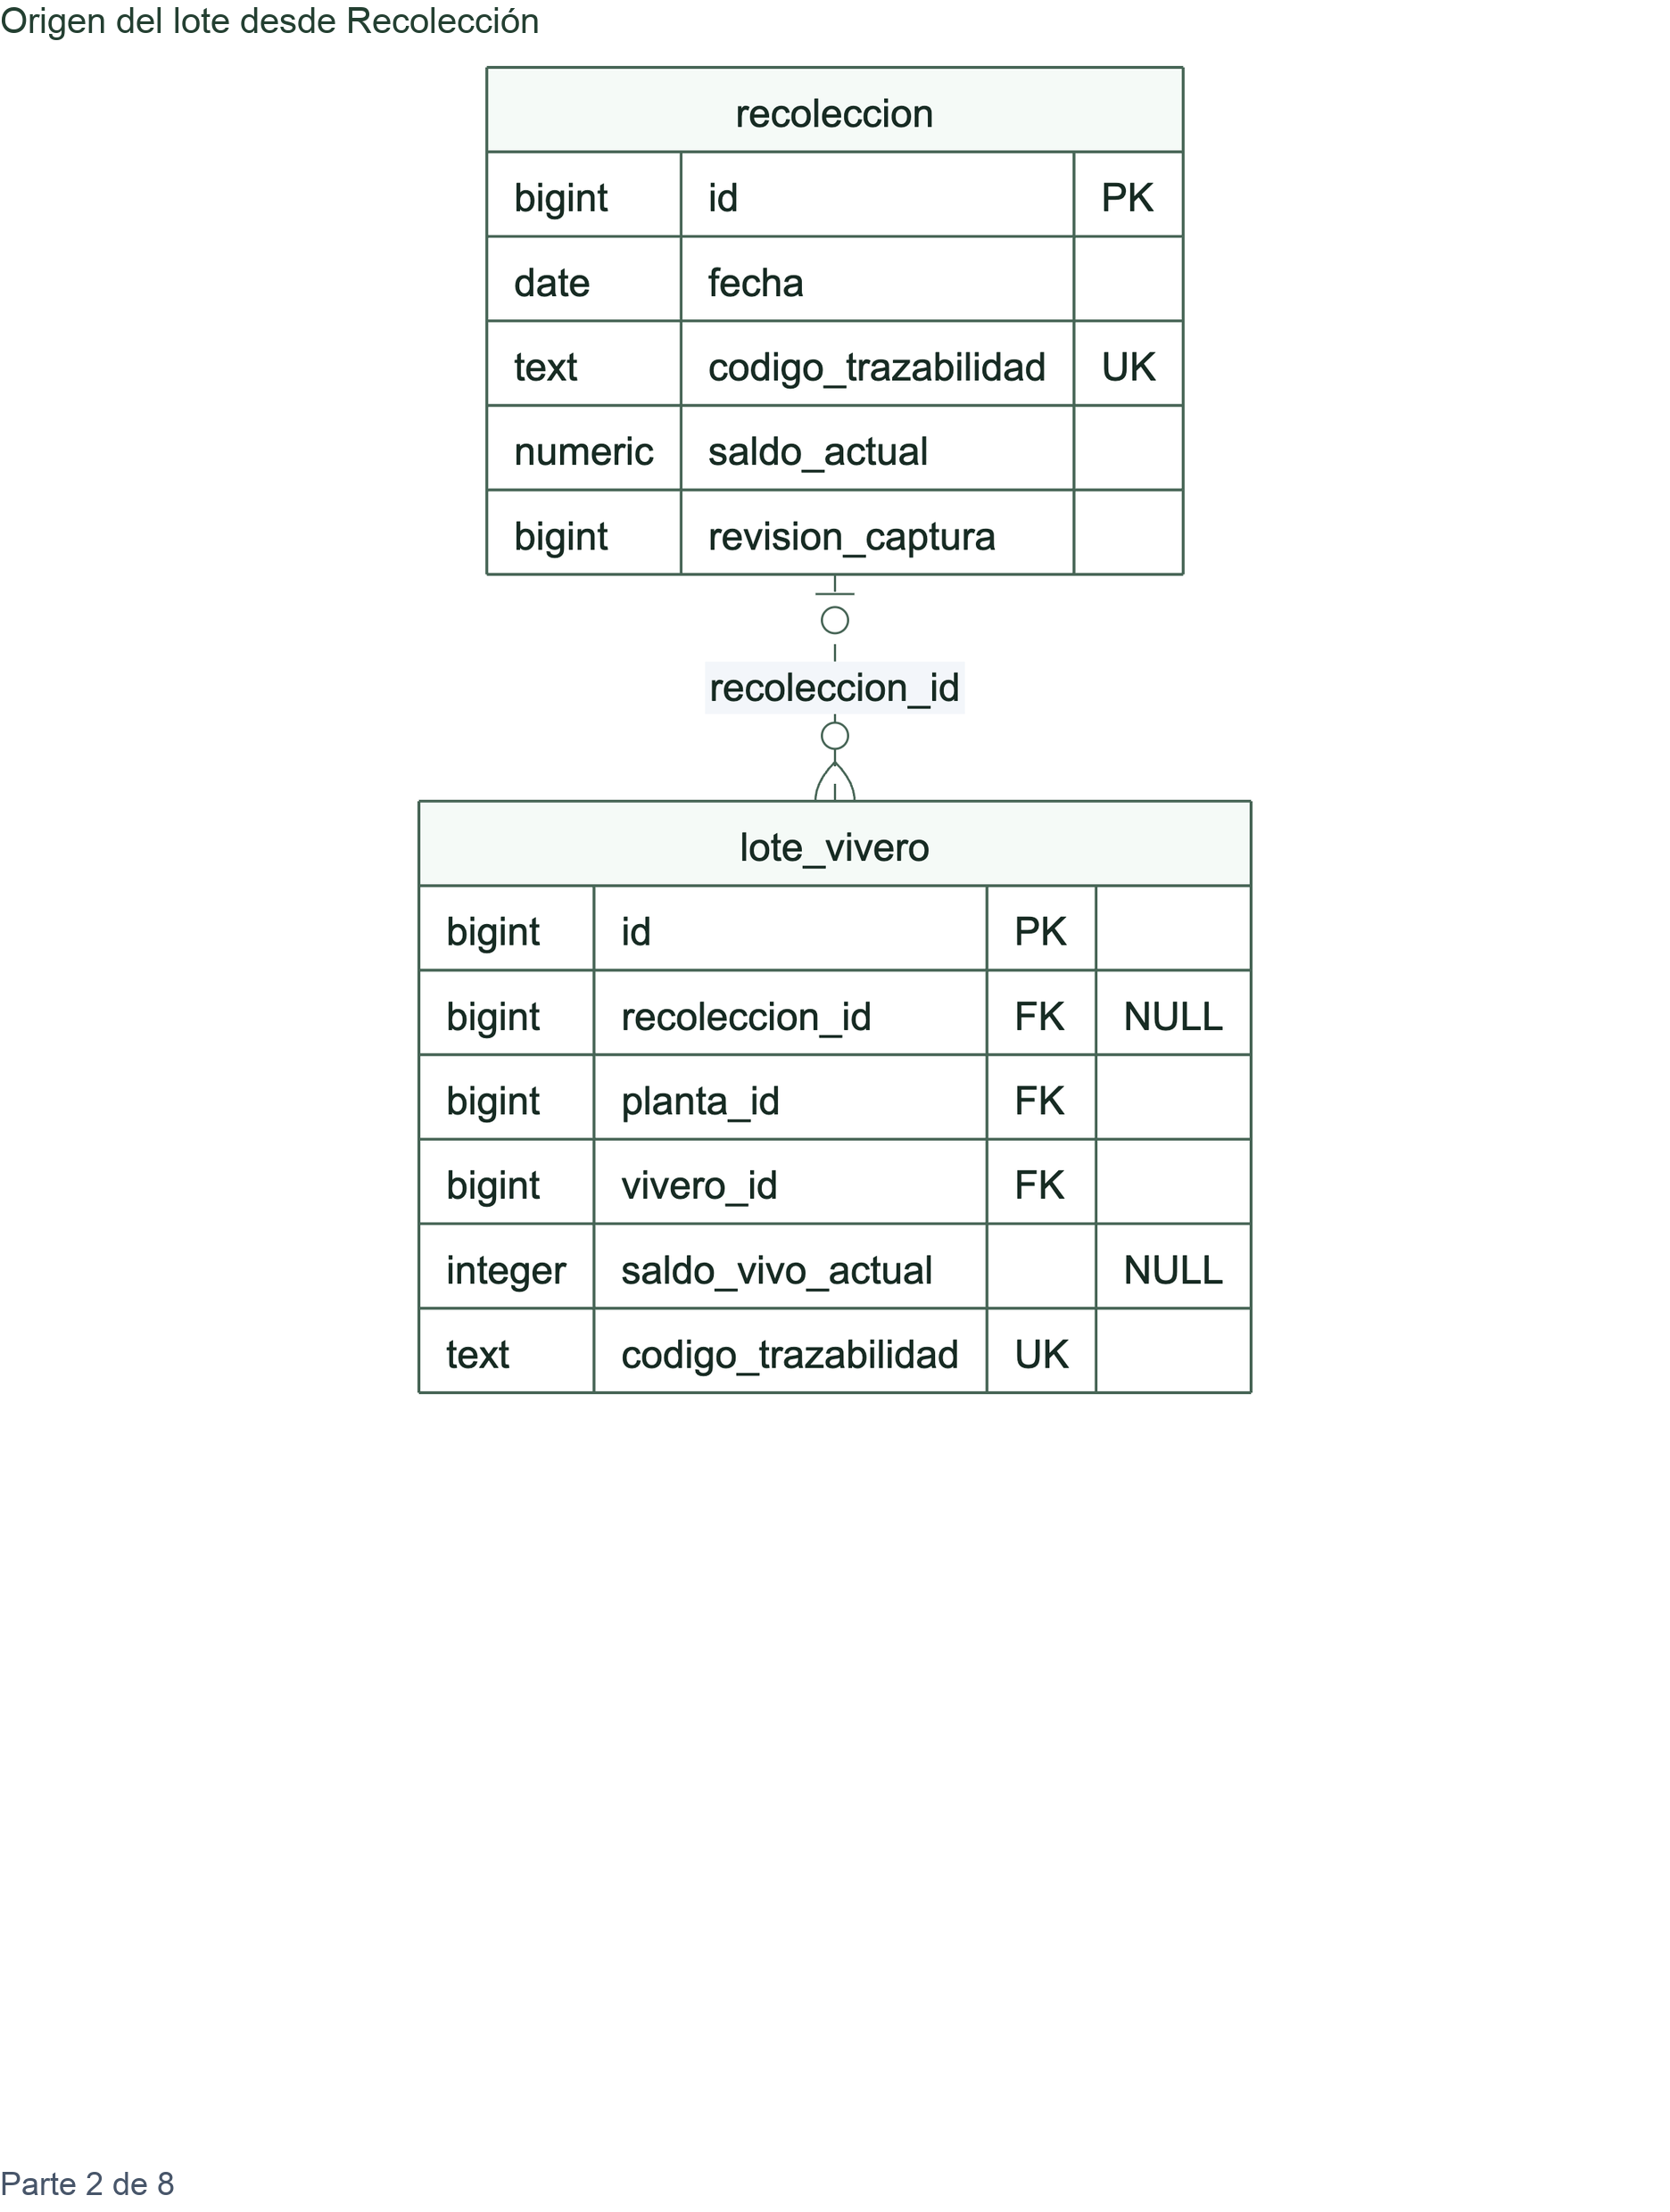 Origen del lote desde Recolección
recoleccion
bigint id PK
date fecha
text codigo_trazabilidad UK
numeric saldo_actual
bigint revision_captura
recoleccion_id
lote_vivero
bigint id PK
bigint recoleccion_id FK NULL
bigint planta_id FK
bigint vivero_id FK
integer saldo_vivo_actual NULL
text codigo_trazabilidad UK
Parte 2 de 8